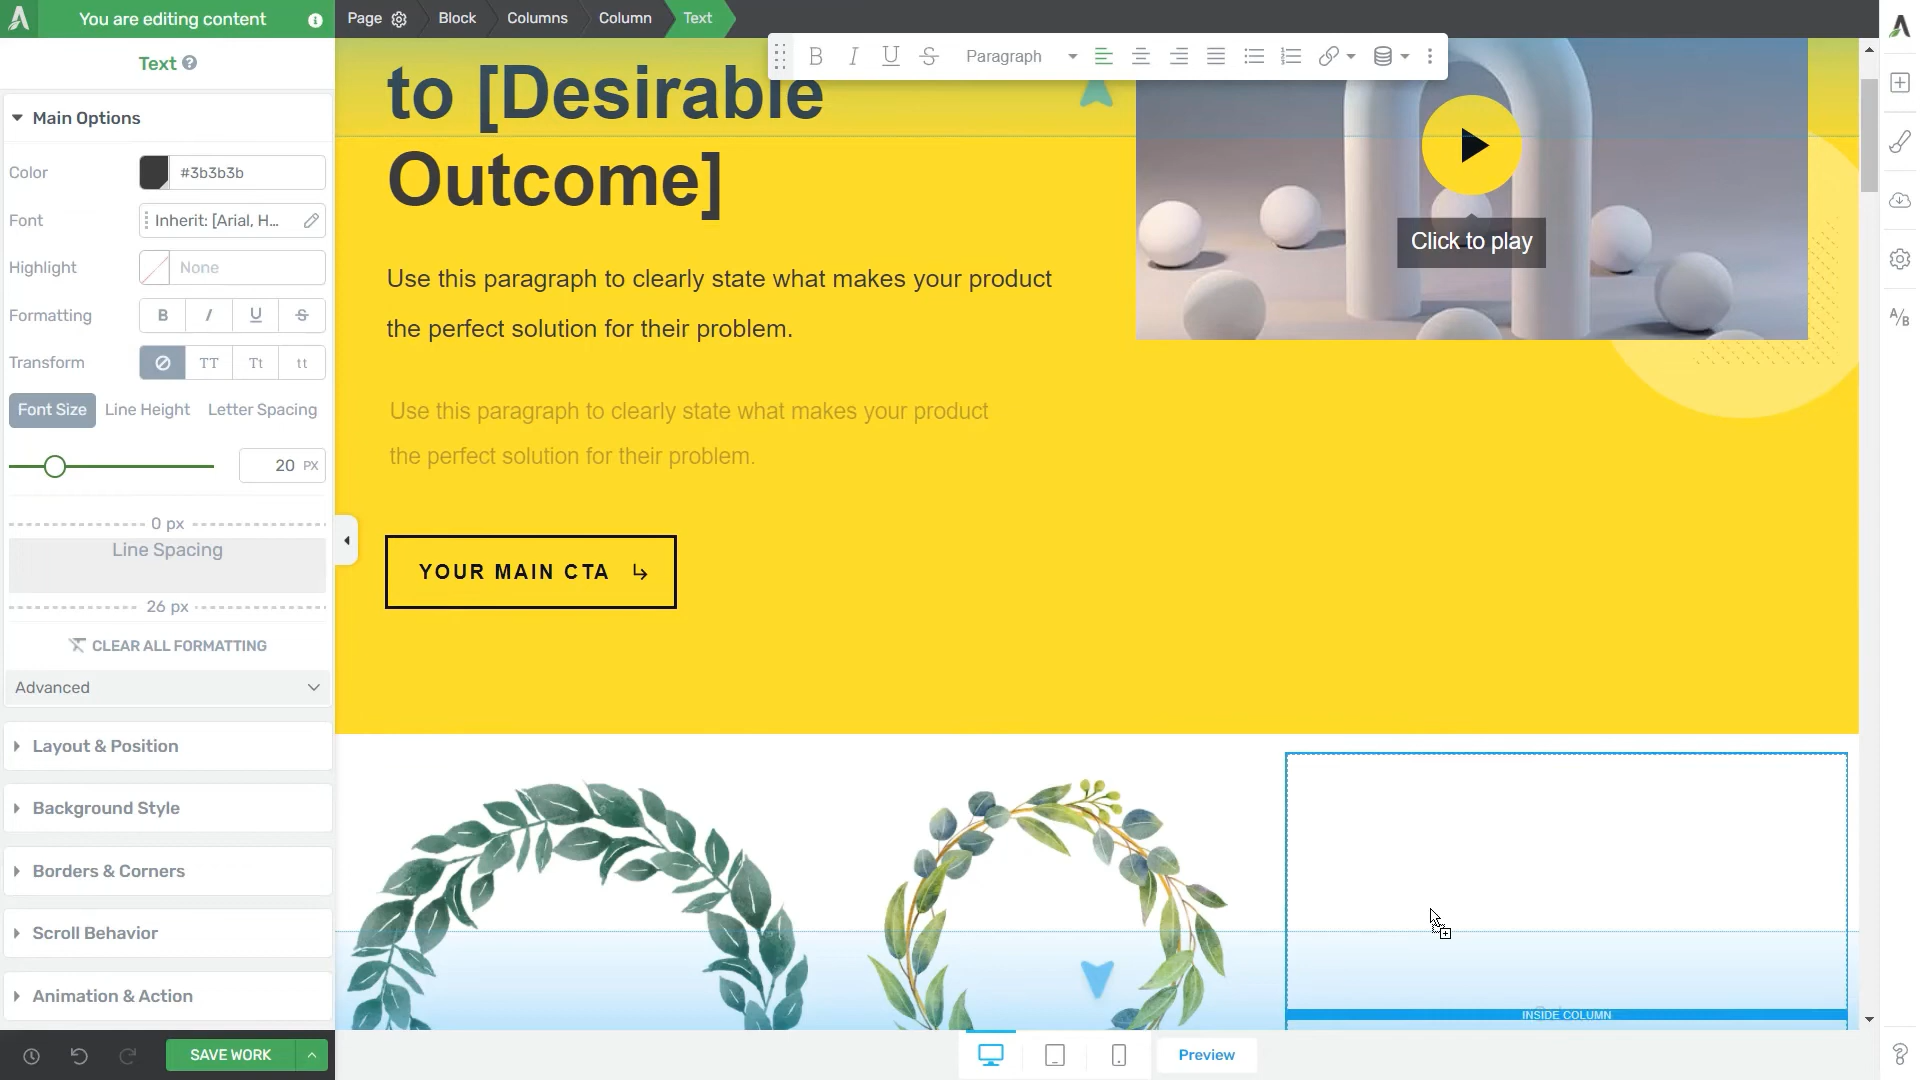 You are editing content
Page
Block
Columns
Column
Text
Text
Main Options
Color
#3b3b3b
Font
Inherit: [Arial, H...
Highlight
None
Formatting
B
I
U
S
Transform
TT
Tt
tt
Font Size
Line Height
Letter Spacing
20 PX
0 px
Line Spacing
26 px
CLEAR ALL FORMATTING
Advanced
Layout & Position
Background Style
Borders & Corners
Scroll Behavior
Animation & Action
SAVE WORK
B
I
U
S
Paragraph
to [Desirable
Outcome]
Use this paragraph to clearly state what makes your product
the perfect solution for their problem.
Use this paragraph to clearly state what makes your product
the perfect solution for their problem.
YOUR MAIN CTA
Click to play
INSIDE COLUMN
Preview
A/B